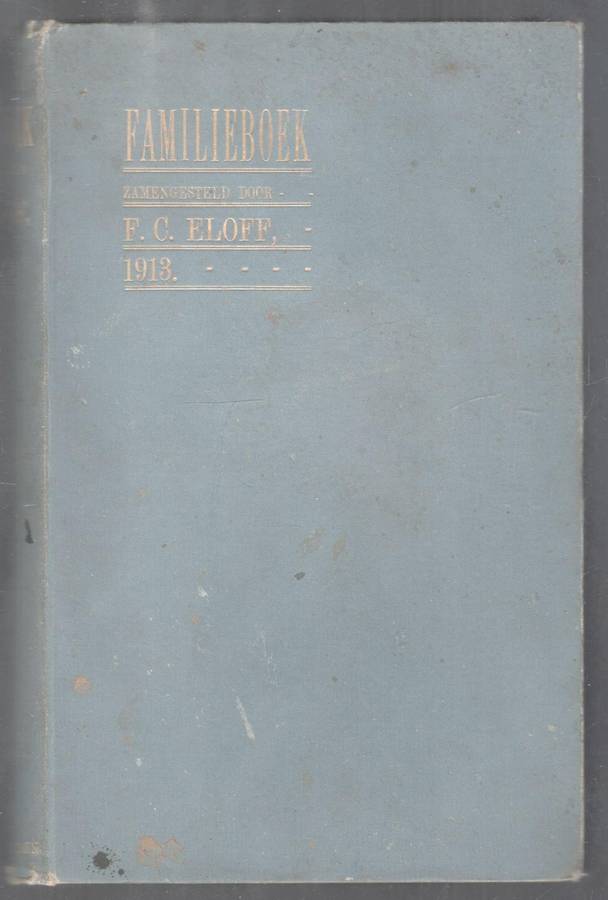 FAMILIEBOEK
ZAMENGESTELD DOOR - -
F. C. ELOFF, -
1913. - - - -